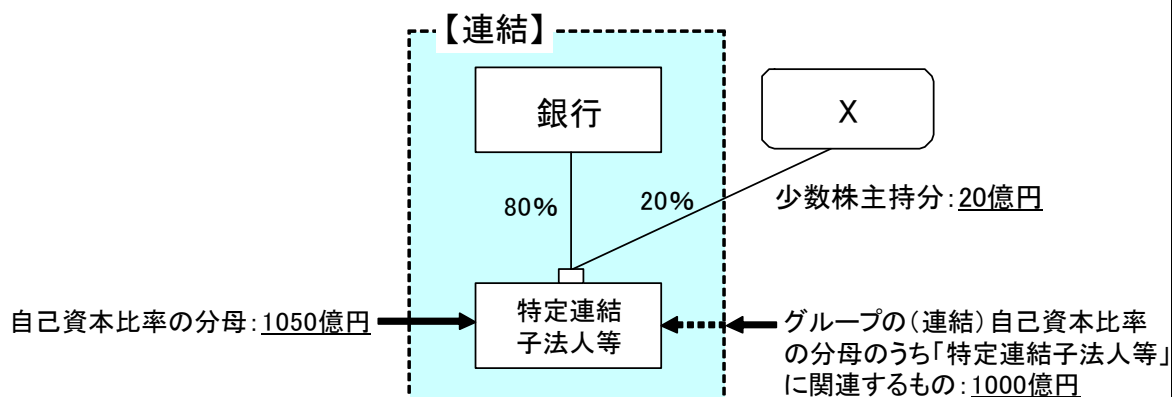 【連結】
銀行
X
80%
20%
少数株主持分：20億円
自己資本比率の分母：1050億円
特定連結
子法人等
グループの（連結）自己資本比率
の分母のうち「特定連結子法人等」
に関連するもの：1000億円